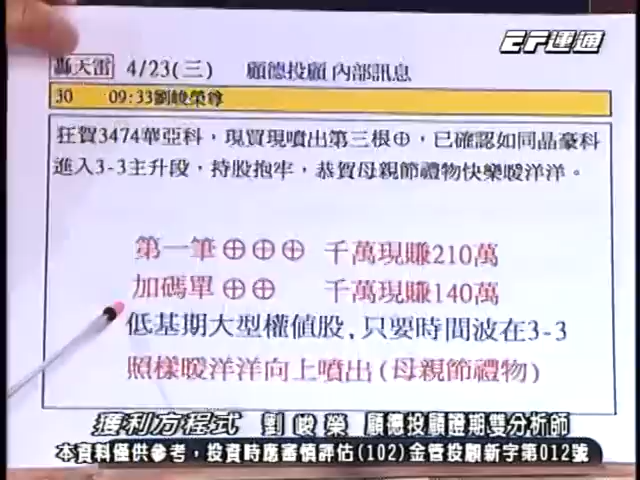 EF運通
轟天雷 4/23(三) 顧德投顧 內部訊息
30 09:33劉峻榮尊
狂賀3474華亞科，現買現噴出第三根⊕，已確認如同晶豪科
進入3-3主升段，持股抱牢，恭賀母親節禮物快樂暖洋洋。
第一筆⊕⊕⊕ 千萬現賺210萬
加碼單⊕⊕ 千萬現賺140萬
低基期大型權值股,只要時間波在3-3
照樣暖洋洋向上噴出(母親節禮物)
獲利方程式 劉峻榮 顧德投顧證期雙分析師
本資料僅供參考，投資時應審慎評估(102)金管投顧新字第012號